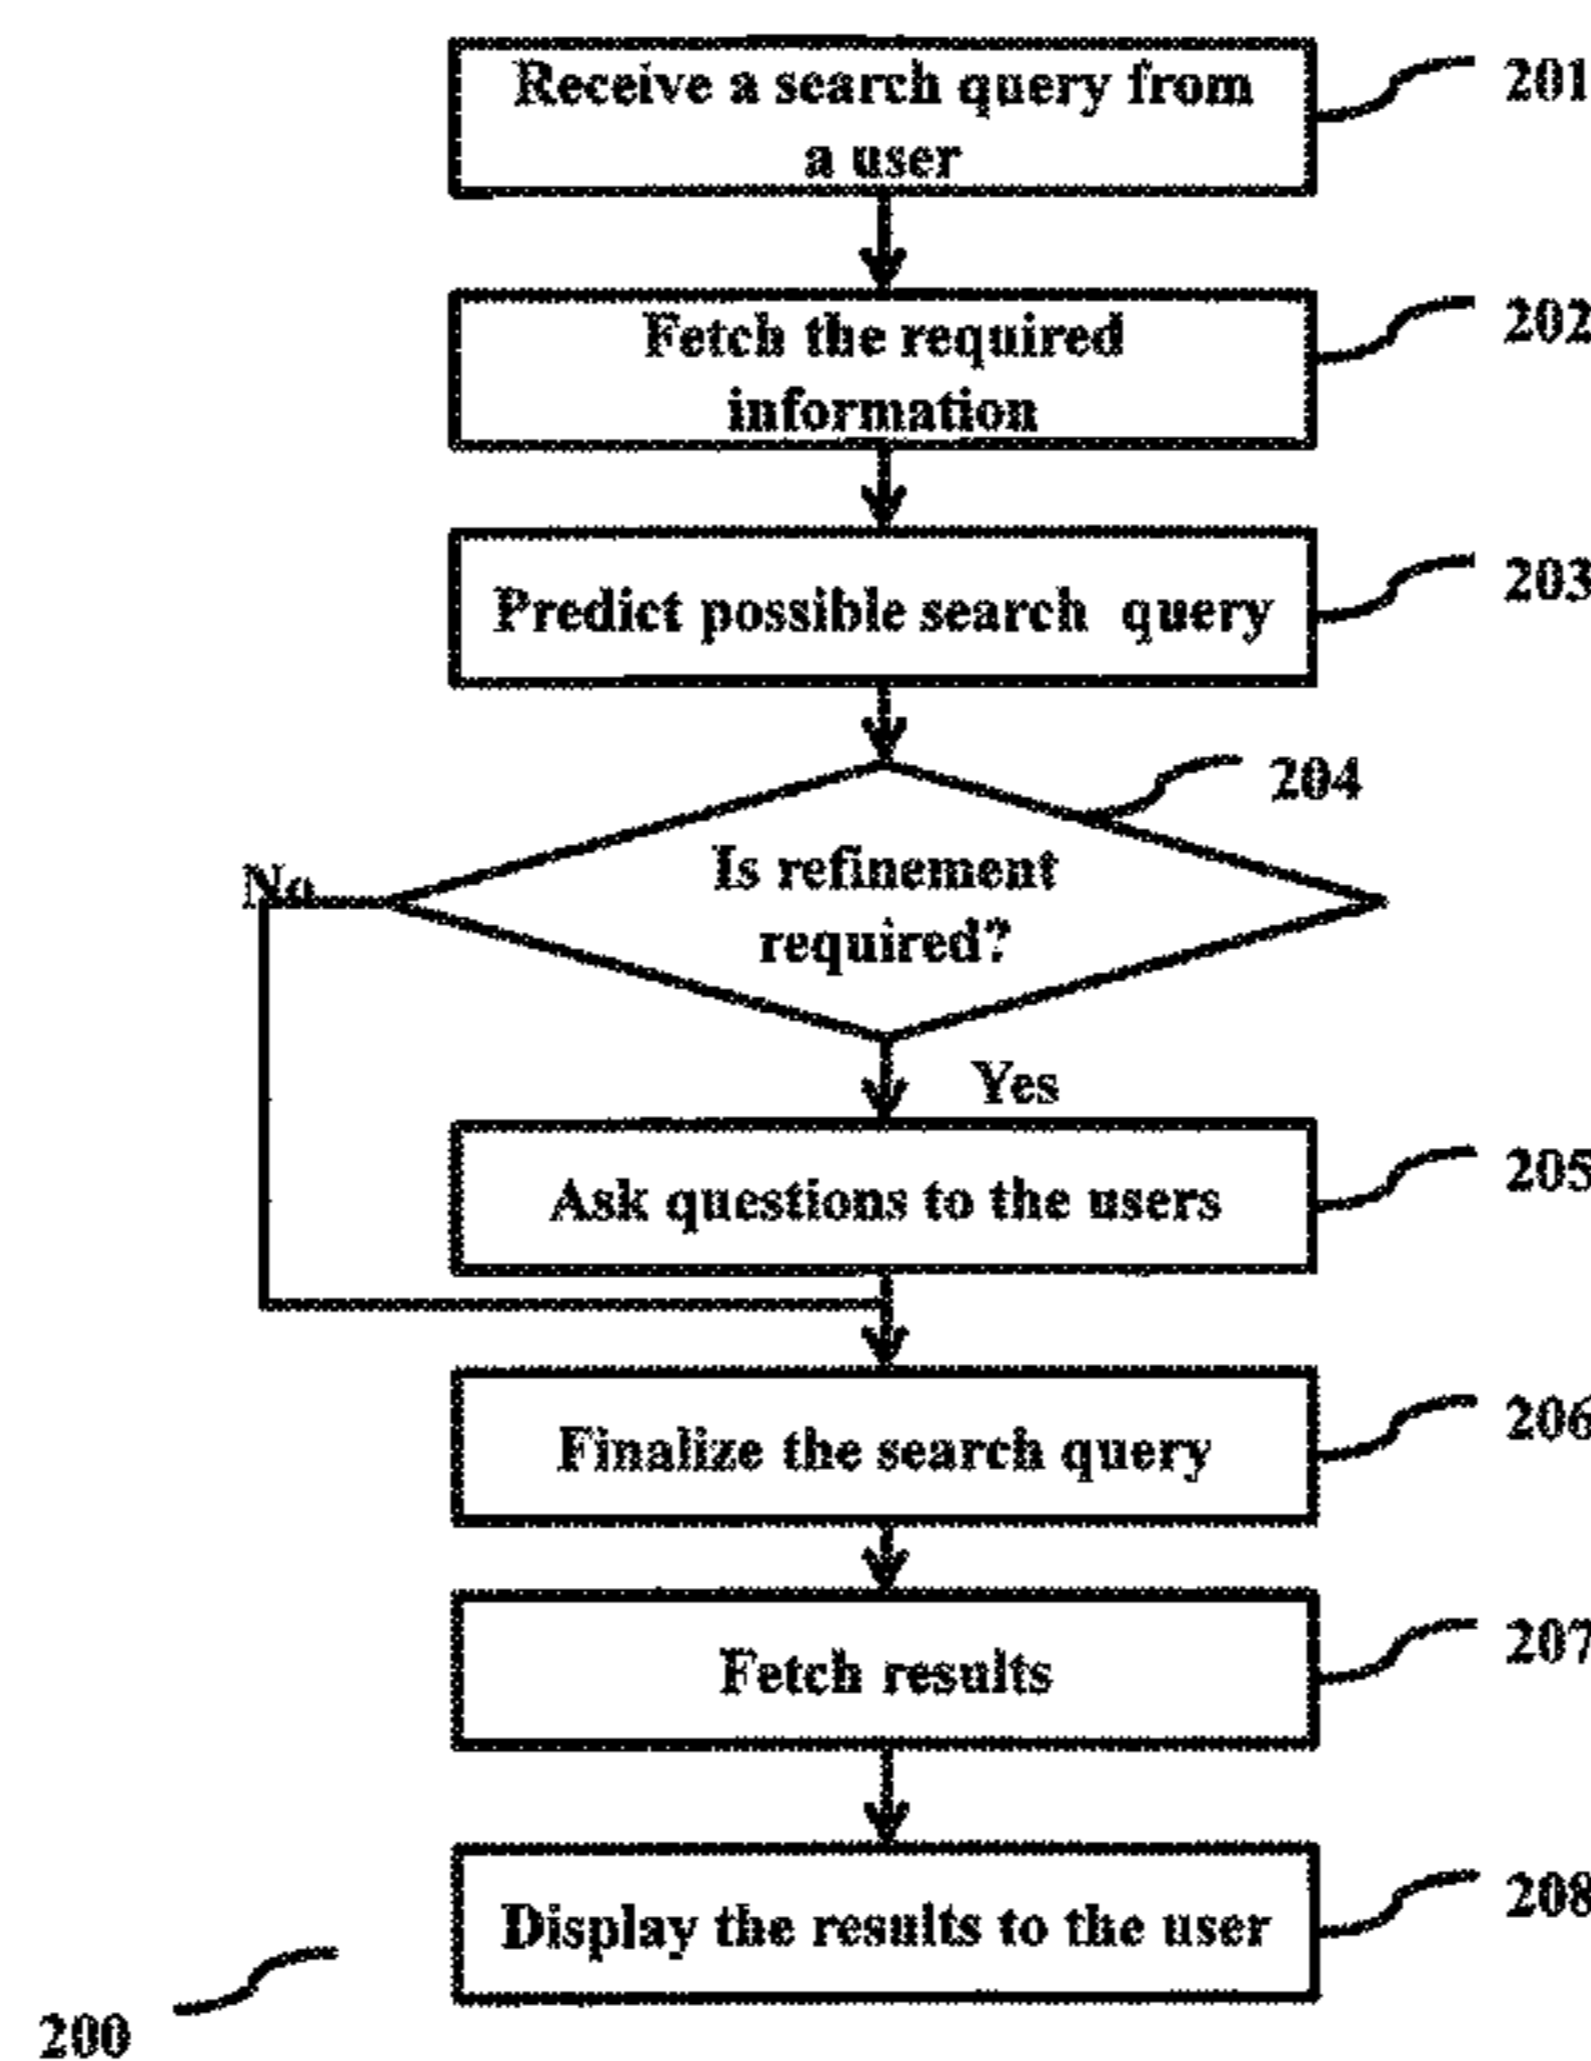 Receive a search query from
a user
201
Fetch the required
information
202
Predict possible search query
203
204
Is refinement
required?
No
Yes
Ask questions to the users
205
Finalize the search query
206
Fetch results
207
Display the results to the user
208
200